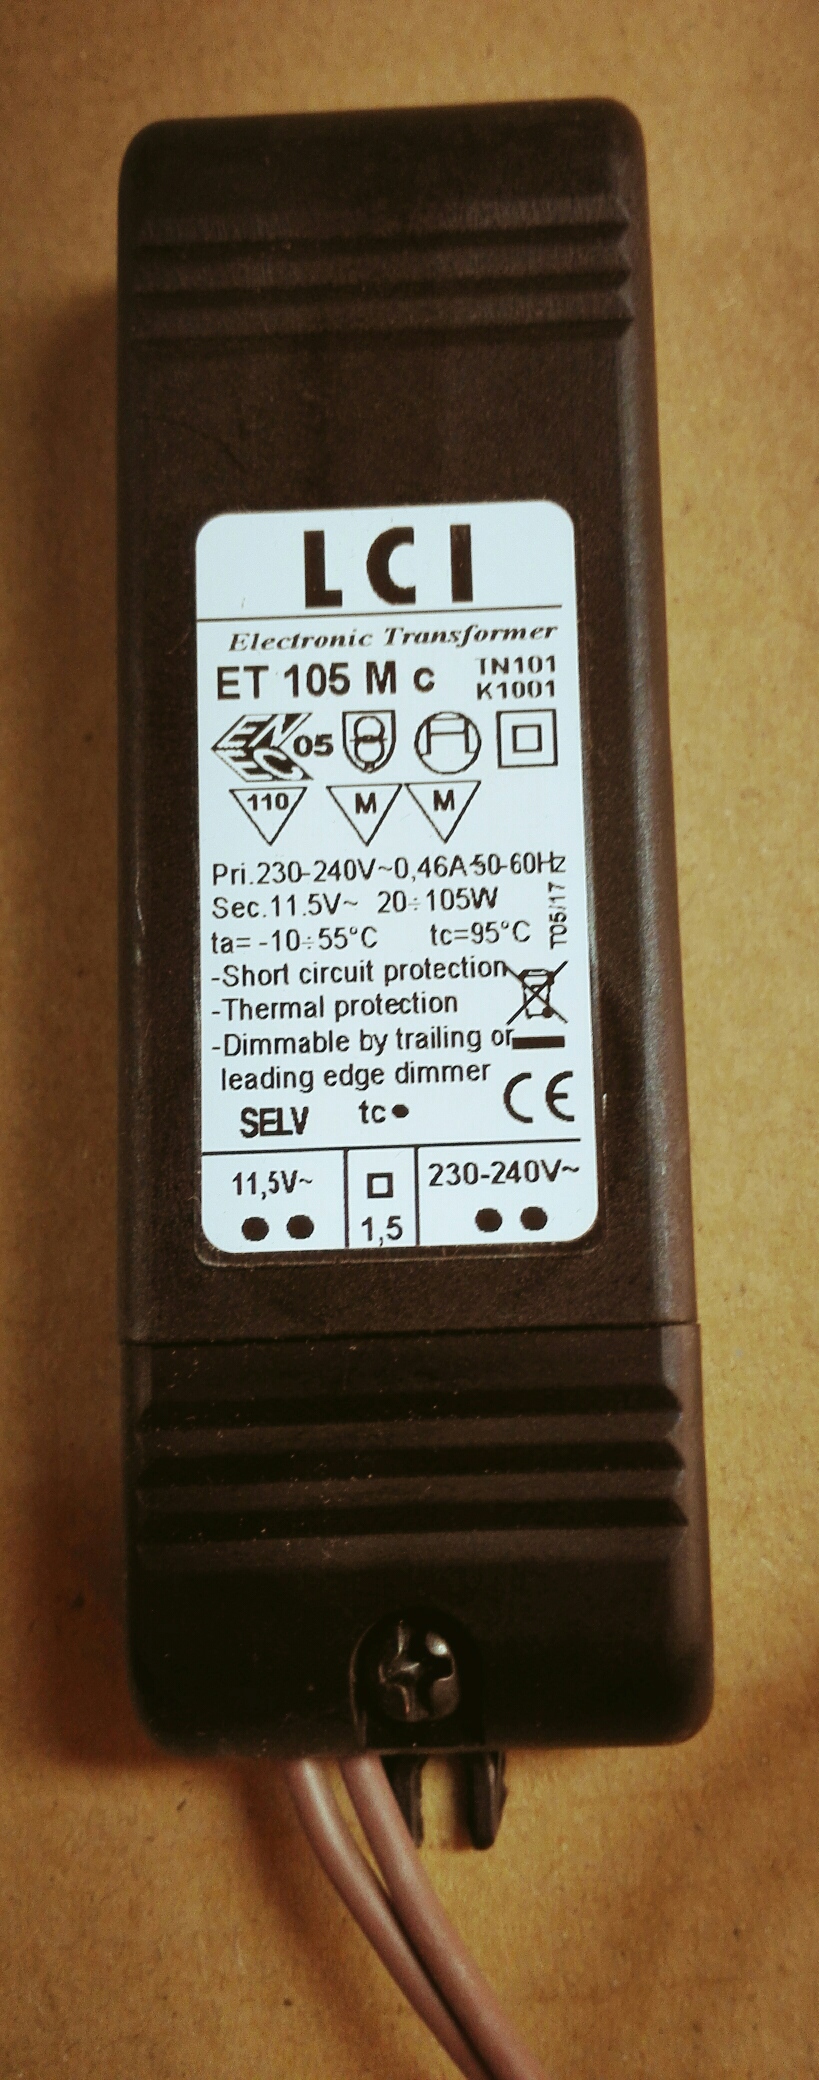 LCI
Electronic Transformer
ET 105 M c
TN101
K1001
ENEC 05
110 M M
Pri.230-240V~0,46A-50-60Hz
Sec.11.5V~ 20÷105W
ta= -10÷55°C tc=95°C
T05/17
-Short circuit protection
-Thermal protection
-Dimmable by trailing or
leading edge dimmer
SELV tc● CE
11,5V~
1,5
230-240V~